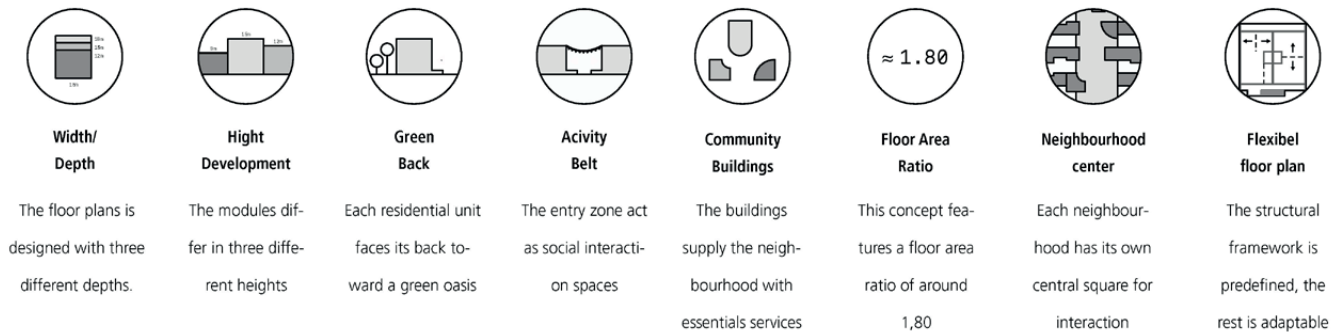 ≈ 1.80
Width/
Depth
The floor plans is
designed with three
different depths.
Hight
Development
The modules dif-
fer in three diffe-
rent heights
Green
Back
Each residential unit
faces its back to-
ward a green oasis
Acivity
Belt
The entry zone act
as social interacti-
on spaces
Community
Buildings
The buildings
supply the neigh-
bourhood with
essentials services
Floor Area
Ratio
This concept fea-
tures a floor area
ratio of around
1,80
Neighbourhood
center
Each neighbour-
hood has its own
central square for
interaction
Flexibel
floor plan
The structural
framework is
predefined, the
rest is adaptable